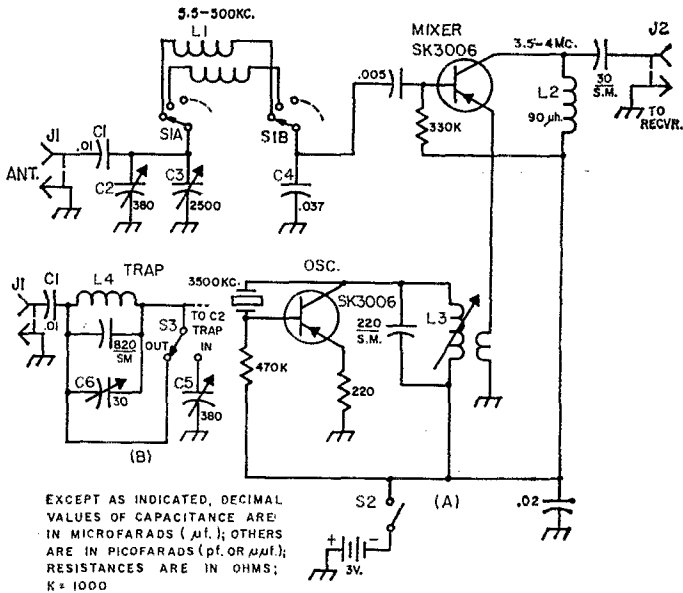 5.5-500KC.
L1
MIXER
SK3006
3.5-4MC.
J2
.005
30
S.M.
L2
90µh.
TO
RECVR.
S1A
S1B
330K
J1
C1
.01
ANT.
C2
380
C3
2500
C4
.037
TRAP
J1
C1
.01
L4
3500KC.
OSC.
SK3006
TO C2
TRAP
IN
S3
OUT
820
SM
C6
30
C5
380
(B)
470K
220
220
S.M.
L3
S2
(A)
.02
+
-
3V.
EXCEPT AS INDICATED, DECIMAL
VALUES OF CAPACITANCE ARE
IN MICROFARADS (µf.); OTHERS
ARE IN PICOFARADS (pf. OR µµf.);
RESISTANCES ARE IN OHMS;
K = 1000